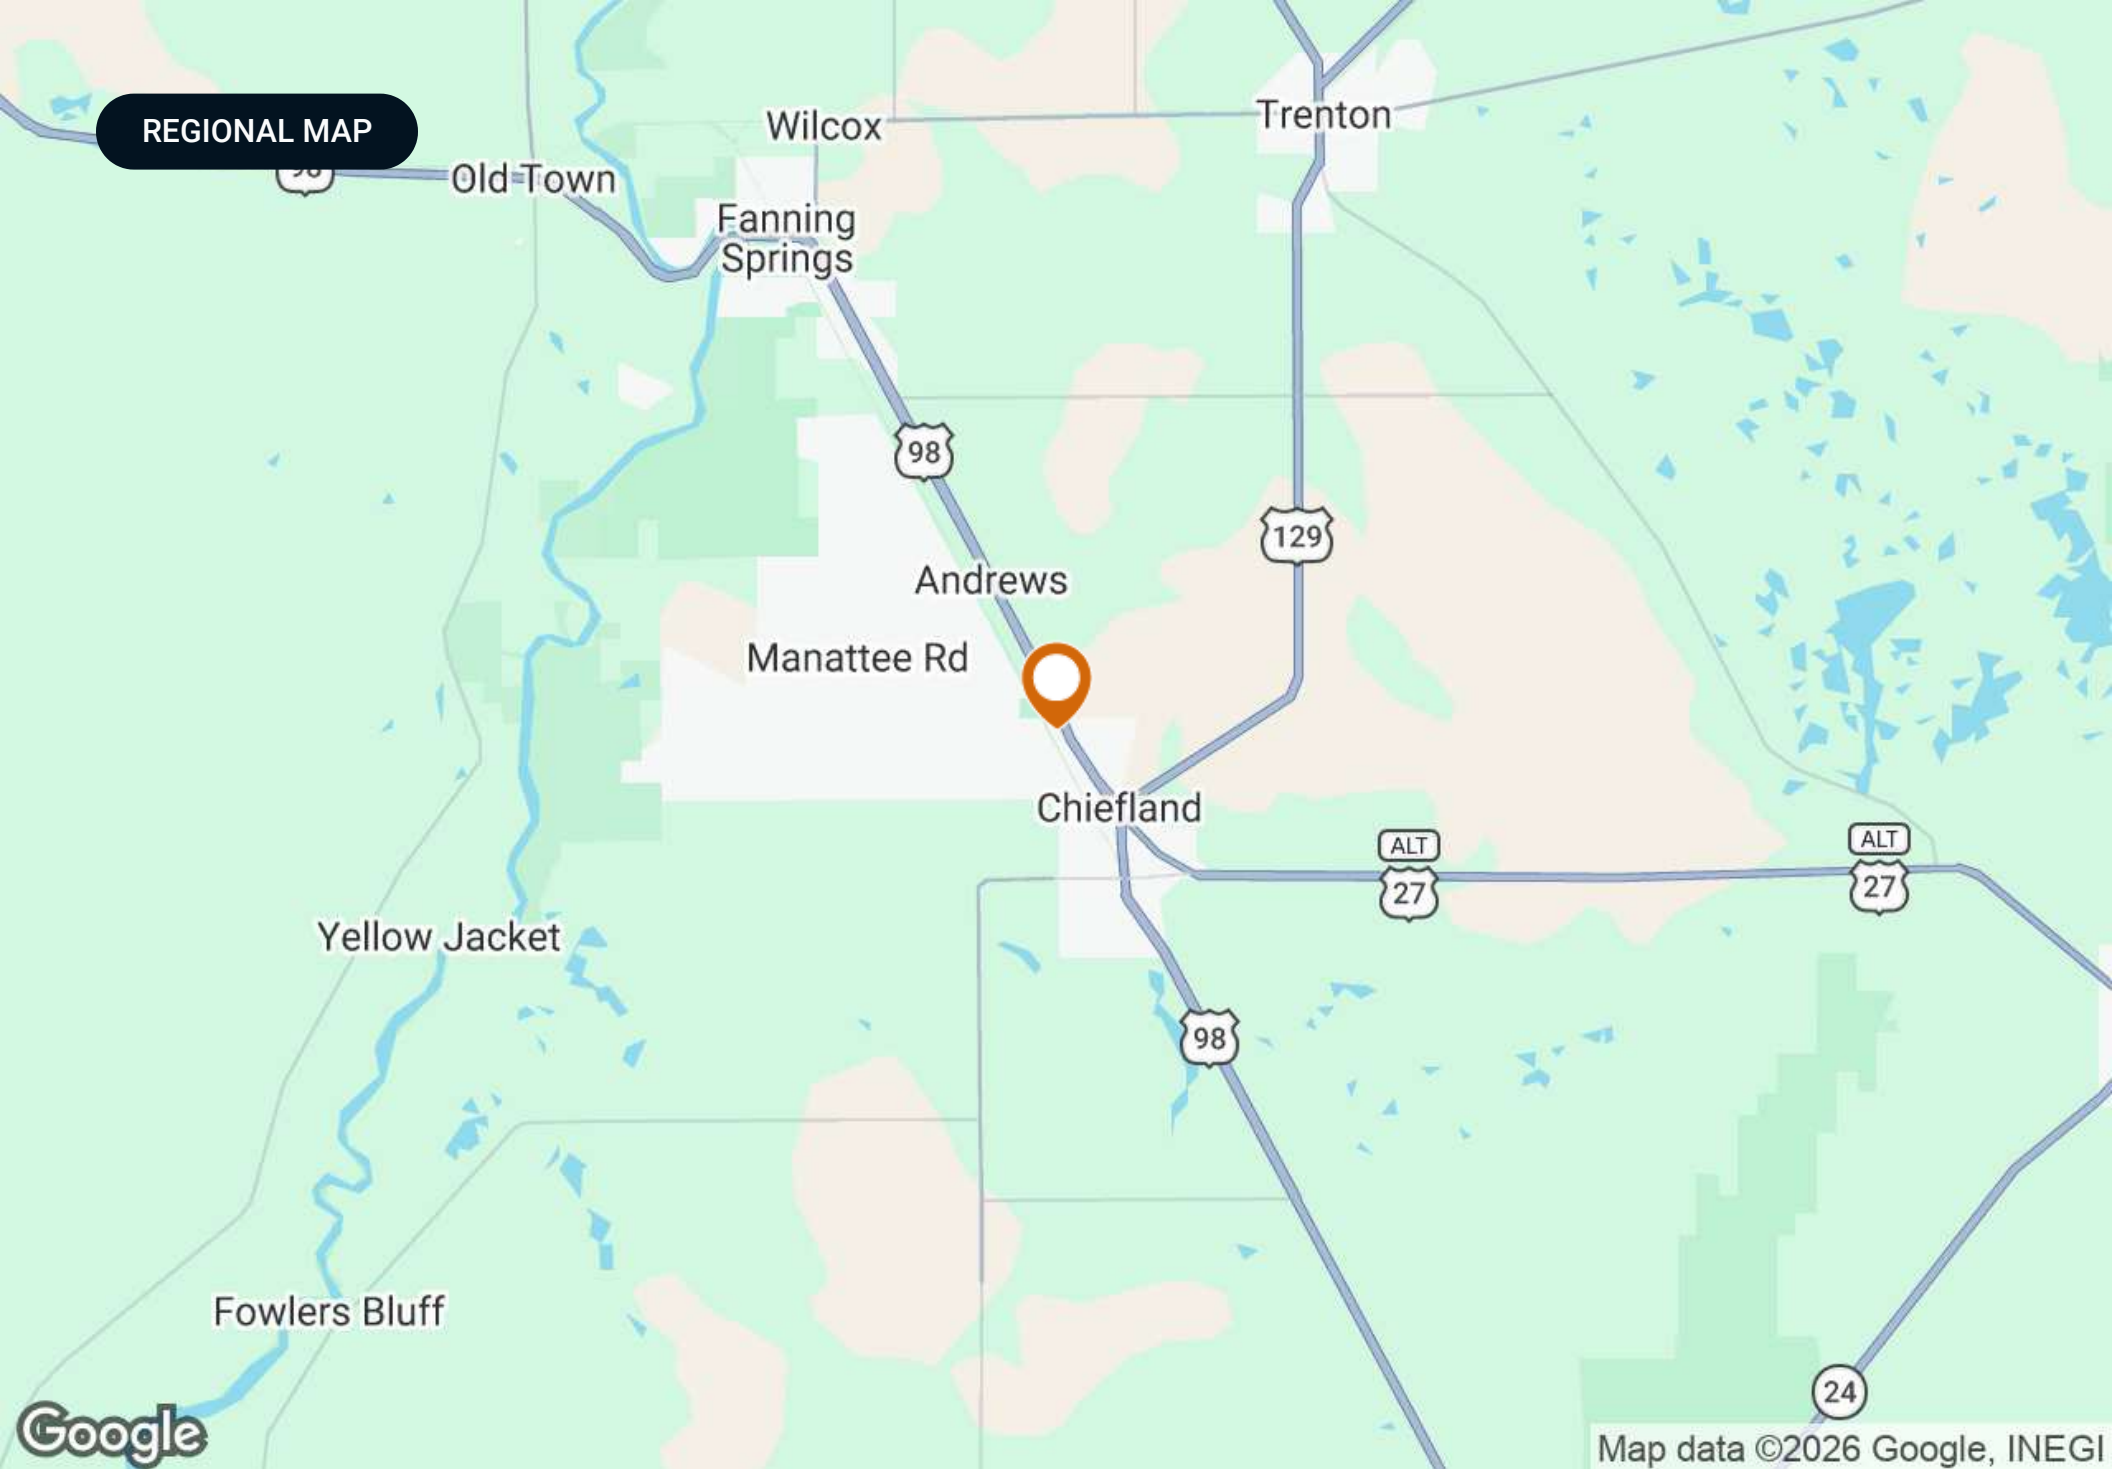 Trenton
Wilcox
REGIONAL MAP
Old Town
Fanning
Springs
98
129
Andrews
Manattee Rd
Chiefland
ALT
27
ALT
27
Yellow Jacket
98
Fowlers Bluff
24
Google
Map data ©2026 Google, INEGI